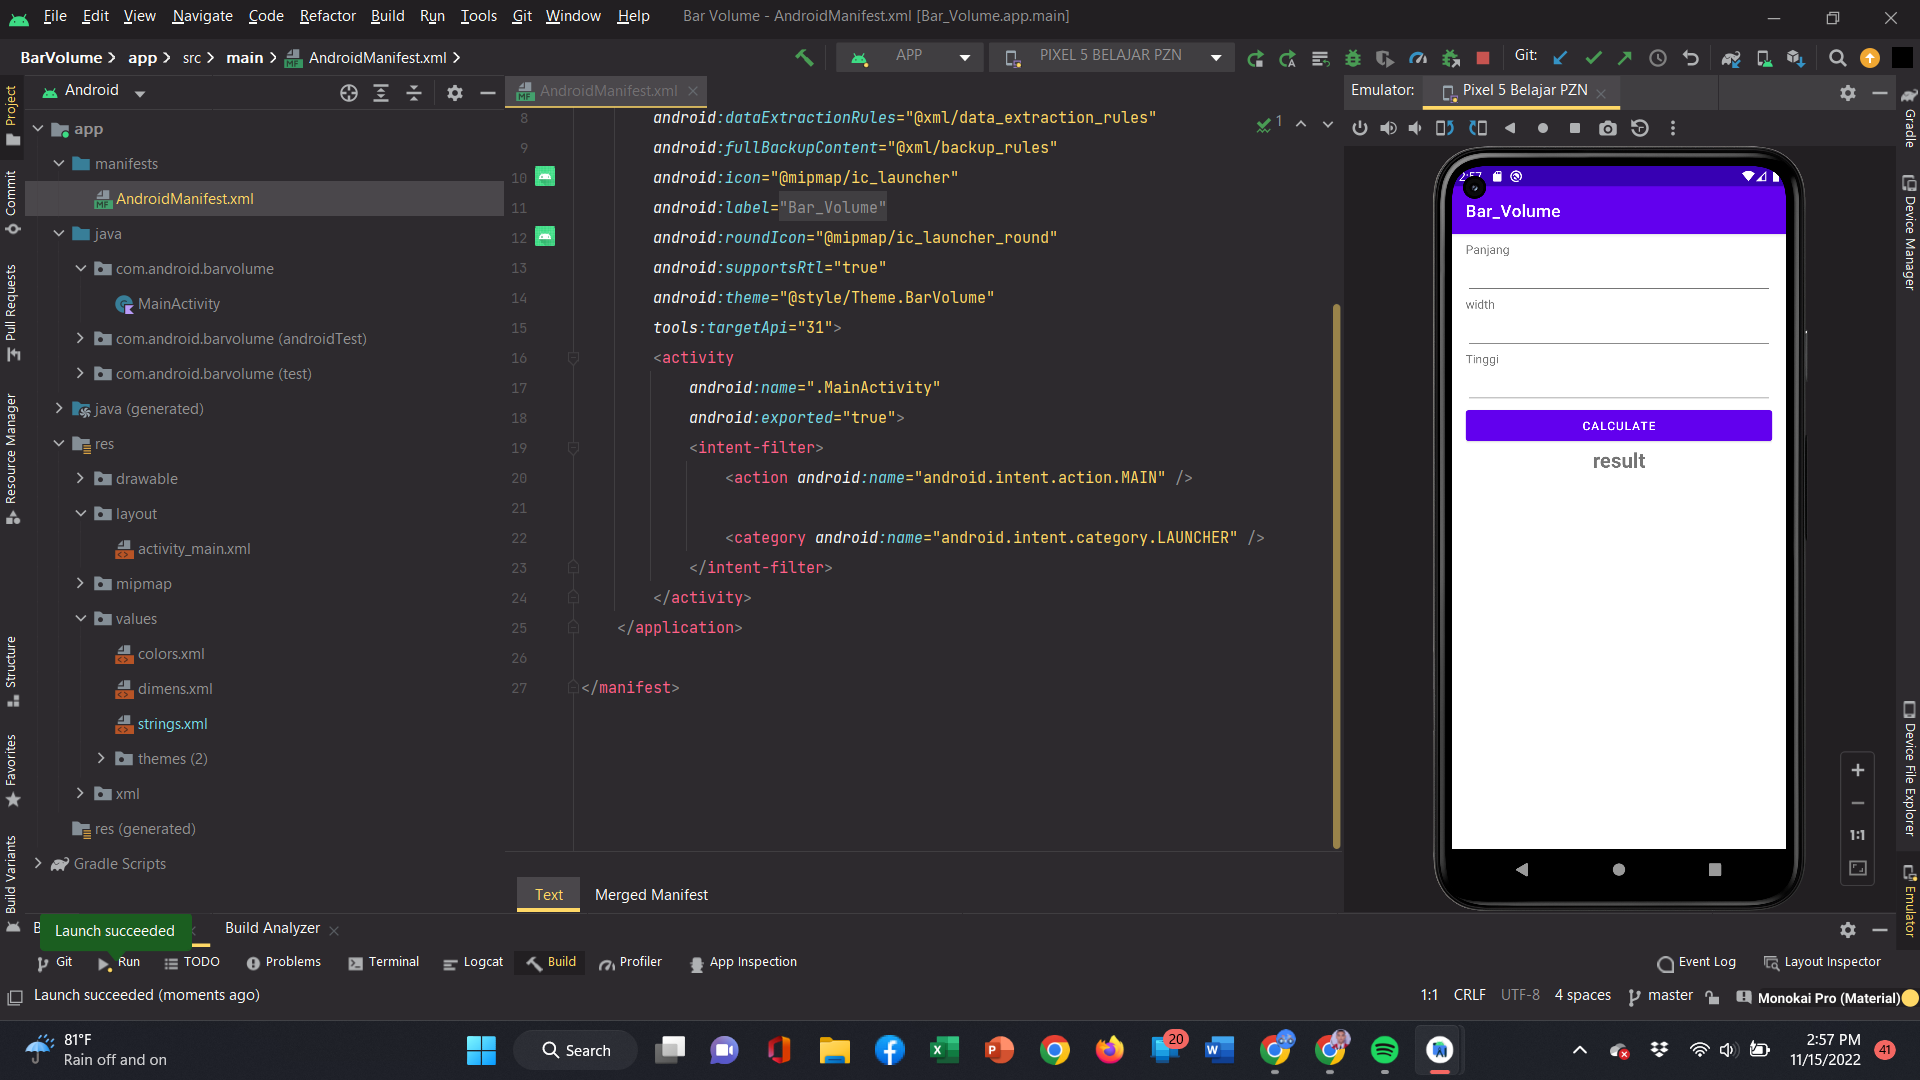 File Edit View Navigate Code Refactor Build Run Tools Git Window Help Bar Volume - AndroidManifest.xml [Bar_Volume.app.main]
BarVolume app src main AndroidManifest.xml APP PIXEL 5 BELAJAR PZN Git:
Android AndroidManifest.xml Emulator: Pixel 5 Belajar PZN
Project
Commit
Pull Requests
Resource Manager
Structure
Favorites
Build Variants
app
manifests
AndroidManifest.xml
java
com.android.barvolume
MainActivity
com.android.barvolume (androidTest)
com.android.barvolume (test)
java (generated)
res
drawable
layout
activity_main.xml
mipmap
values
colors.xml
dimens.xml
strings.xml
themes (2)
xml
res (generated)
Gradle Scripts
8 android:dataExtractionRules="@xml/data_extraction_rules"
9 android:fullBackupContent="@xml/backup_rules"
10 android:icon="@mipmap/ic_launcher"
11 android:label="Bar_Volume"
12 android:roundIcon="@mipmap/ic_launcher_round"
13 android:supportsRtl="true"
14 android:theme="@style/Theme.BarVolume"
15 tools:targetApi="31">
16 <activity
17 android:name=".MainActivity"
18 android:exported="true">
19 <intent-filter>
20 <action android:name="android.intent.action.MAIN" />
21
22 <category android:name="android.intent.category.LAUNCHER" />
23 </intent-filter>
24 </activity>
25 </application>
26
27 </manifest>
1
Text Merged Manifest
2:57
Bar_Volume
Panjang
width
Tinggi
CALCULATE
result
1:1
Gradle
Device Manager
Device File Explorer
Emulator
Launch succeeded
Build Analyzer
Git Run TODO Problems Terminal Logcat Build Profiler App Inspection Event Log Layout Inspector
Launch succeeded (moments ago) 1:1 CRLF UTF-8 4 spaces master Monokai Pro (Material)
81°F
Rain off and on
Search
20
2:57 PM
11/15/2022
41